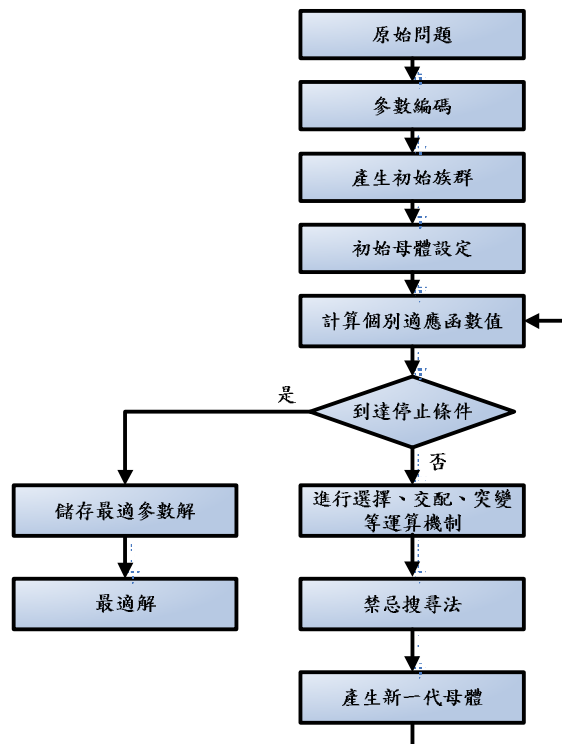 原始問題
參數編碼
產生初始族群
初始母體設定
計算個別適應函數值
到達停止條件
是
否
儲存最適參數解
最適解
進行選擇、交配、突變
等運算機制
禁忌搜尋法
產生新一代母體